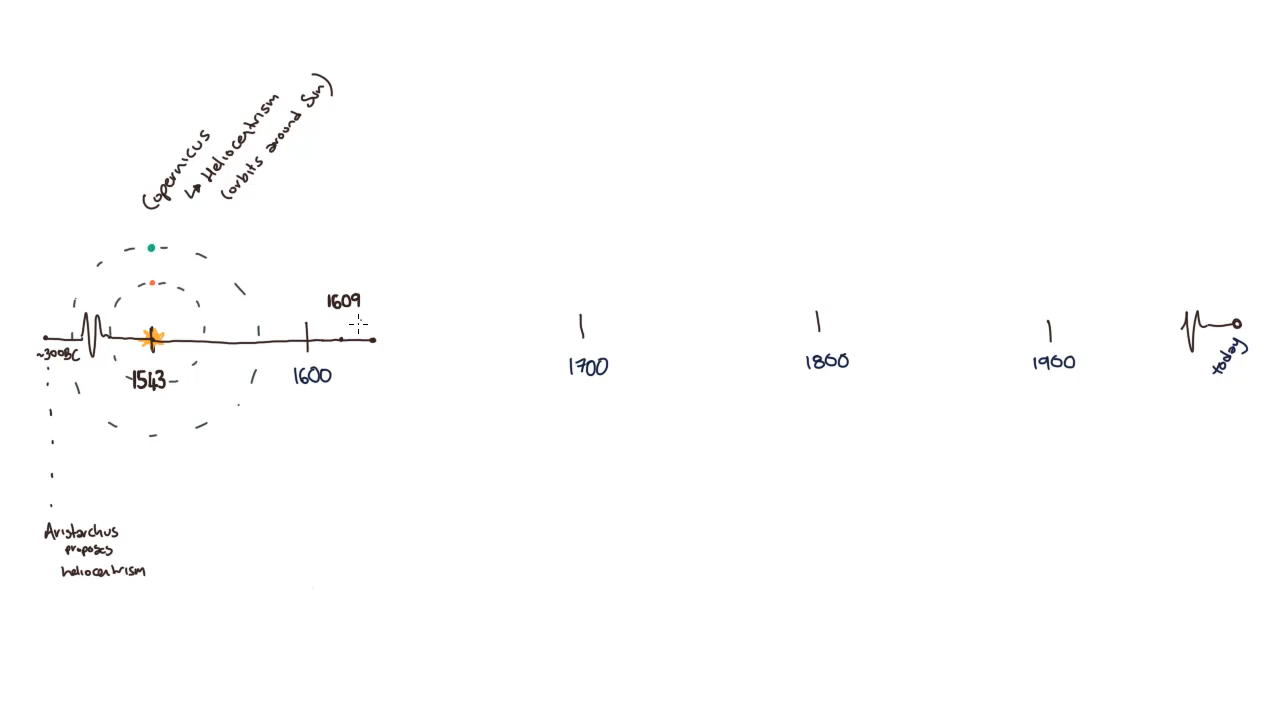 Copernicus
↳ Heliocentrism
(orbits around Sun)
1609
~300BC
1543
1600
1700
1800
1900
today
Aristarchus
proposes
heliocentrism